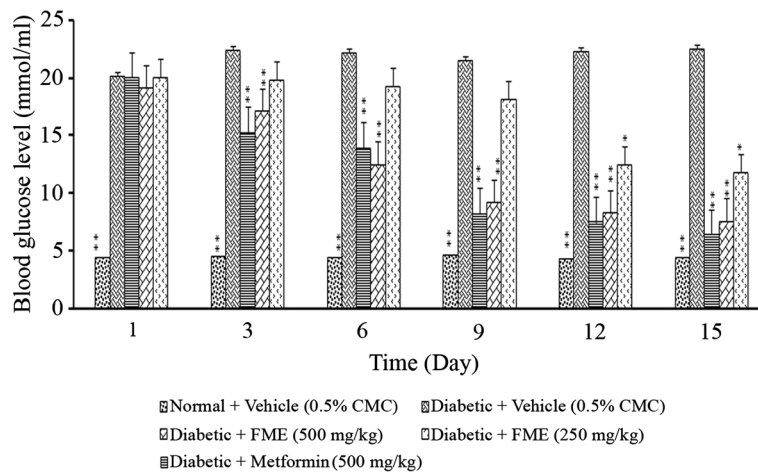 Blood glucose level (mmol/ml)
25
20
15
10
5
0
** ** ** **
** ** **
** ** **
** ** ** *
** ** ** *
** ** ** *
1 3 6 9 12 15
Time (Day)
Normal + Vehicle (0.5% CMC) Diabetic + Vehicle (0.5% CMC)
Diabetic + FME (500 mg/kg) Diabetic + FME (250 mg/kg)
Diabetic + Metformin (500 mg/kg)